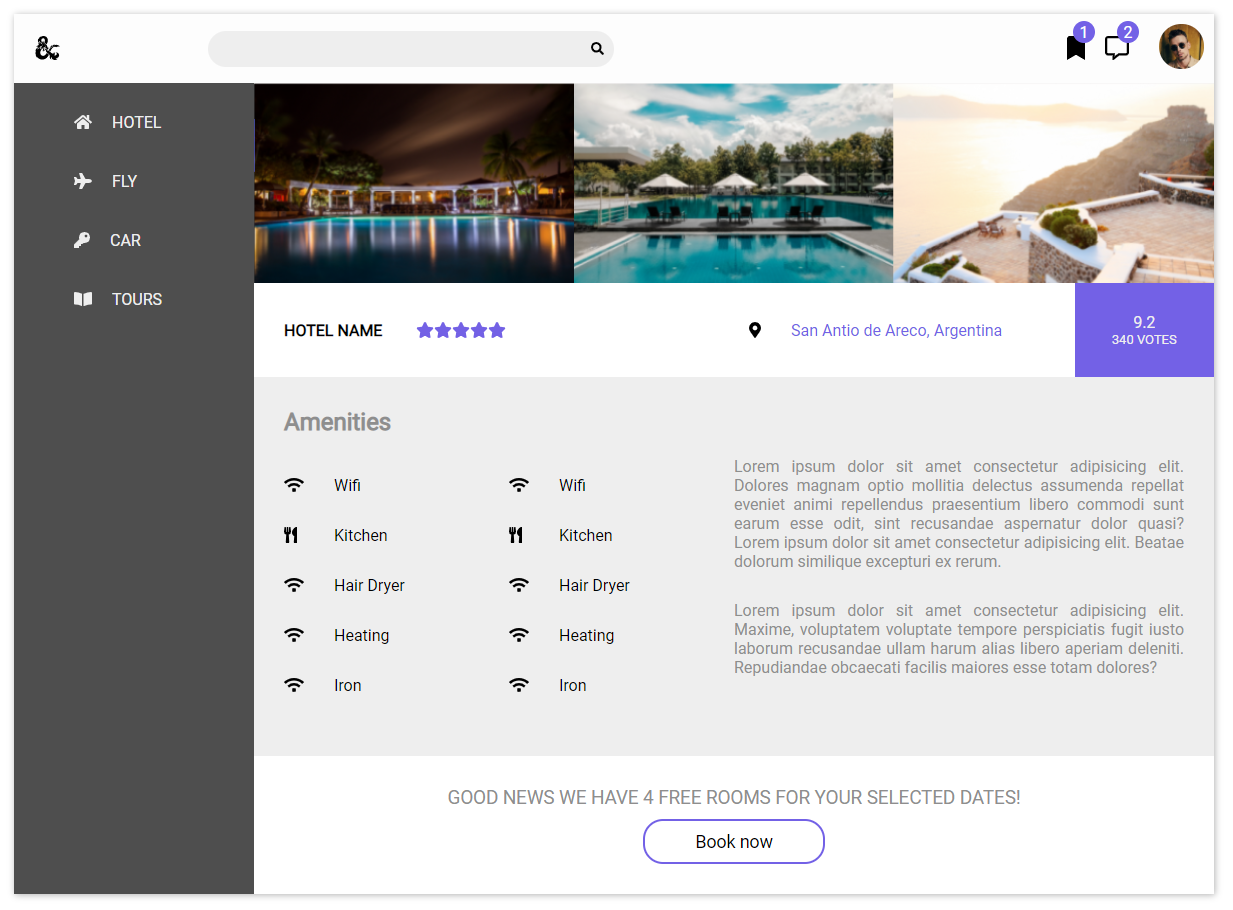 1
2
HOTEL
FLY
CAR
TOURS
HOTEL NAME
San Antio de Areco, Argentina
9.2
340 VOTES
Amenities
Wifi
Wifi
Kitchen
Kitchen
Hair Dryer
Hair Dryer
Heating
Heating
Iron
Iron
Lorem ipsum dolor sit amet consectetur adipisicing elit.
Dolores magnam optio mollitia delectus assumenda repellat
eveniet animi repellendus praesentium libero commodi sunt
earum esse odit, sint recusandae aspernatur dolor quasi?
Lorem ipsum dolor sit amet consectetur adipisicing elit. Beatae
dolorum similique excepturi ex rerum.
Lorem ipsum dolor sit amet consectetur adipisicing elit.
Maxime, voluptatem voluptate tempore perspiciatis fugit iusto
laborum recusandae ullam harum alias libero aperiam deleniti.
Repudiandae obcaecati facilis maiores esse totam dolores?
GOOD NEWS WE HAVE 4 FREE ROOMS FOR YOUR SELECTED DATES!
Book now